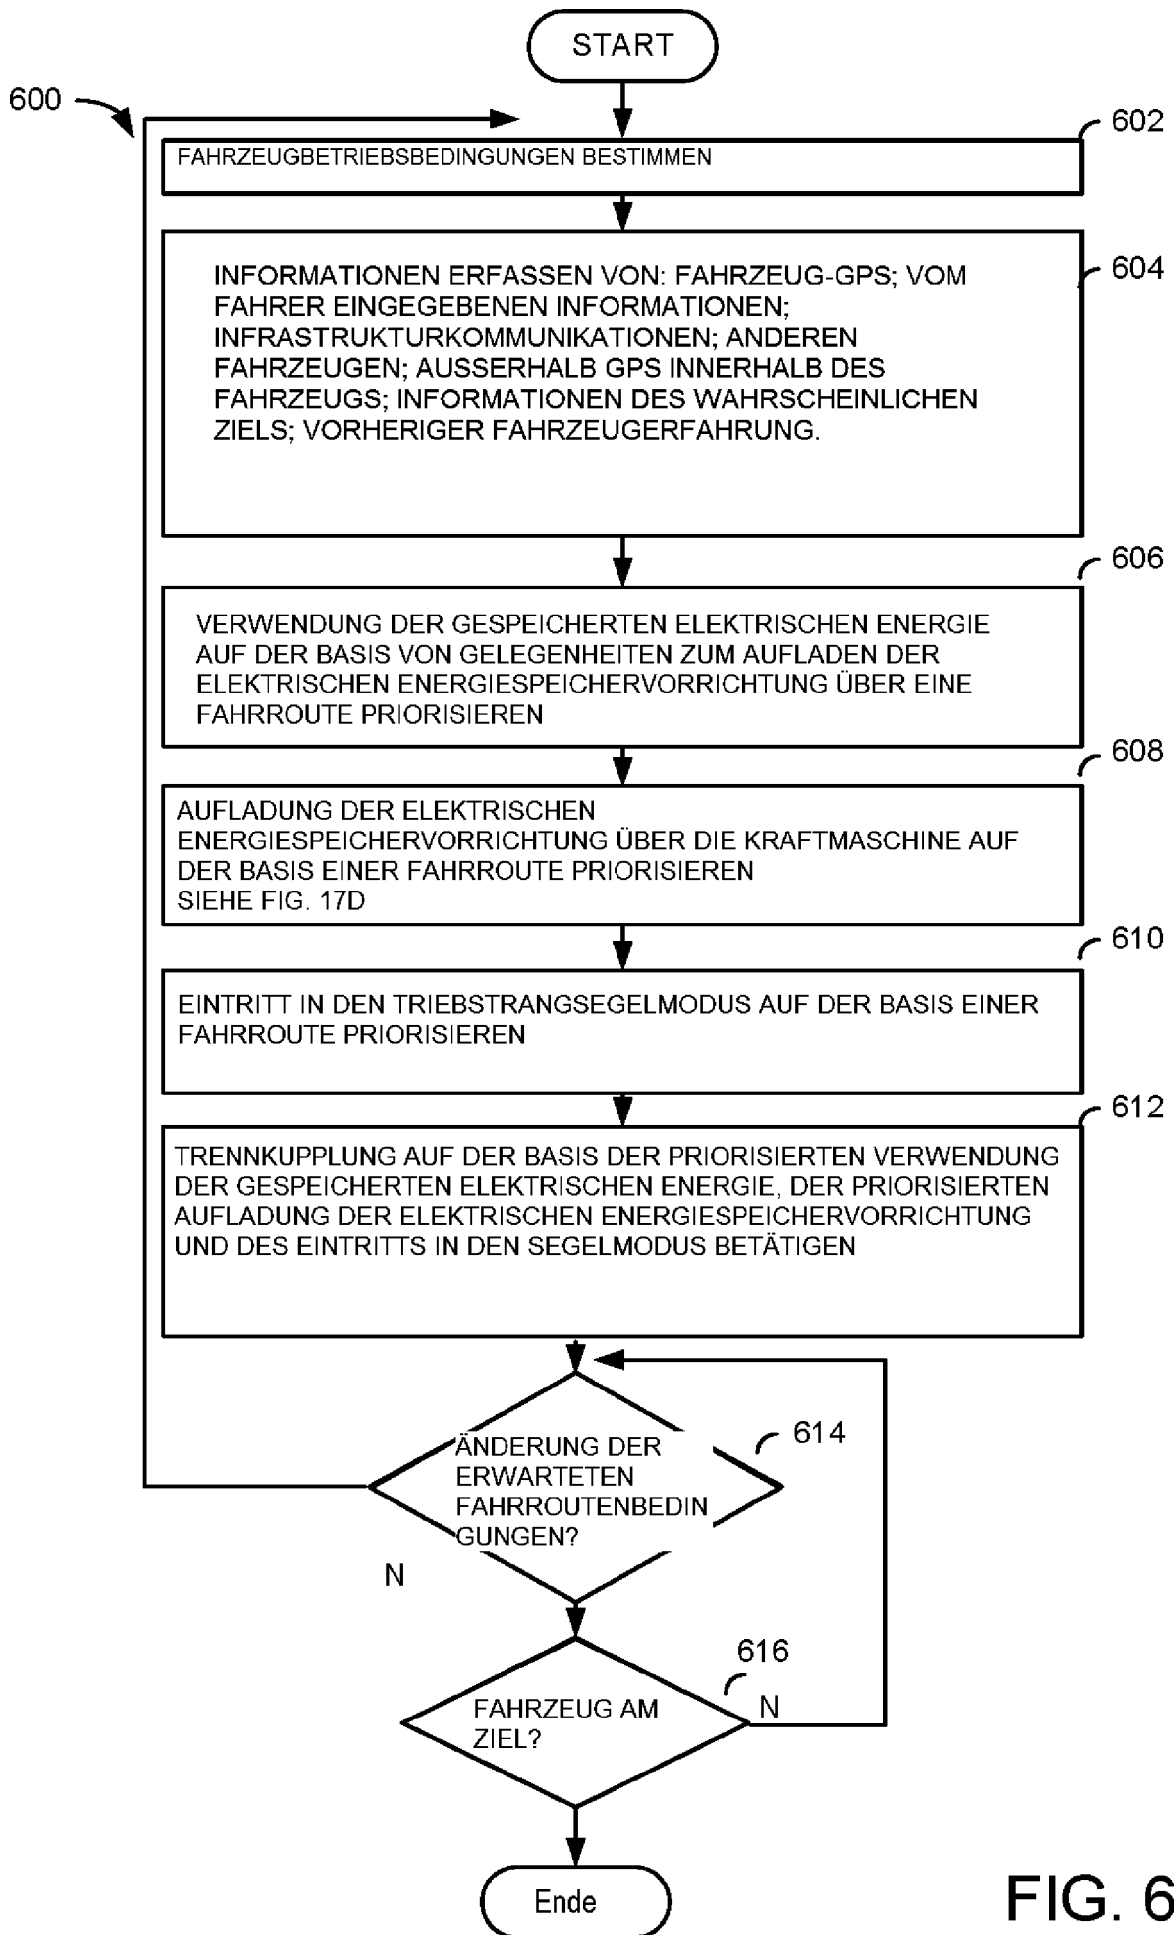 START
600
602
FAHRZEUGBETRIEBSBEDINGUNGEN BESTIMMEN
604
INFORMATIONEN ERFASSEN VON: FAHRZEUG-GPS; VOM
FAHRER EINGEGEBENEN INFORMATIONEN;
INFRASTRUKTURKOMMUNIKATIONEN; ANDEREN
FAHRZEUGEN; AUSSERHALB GPS INNERHALB DES
FAHRZEUGS; INFORMATIONEN DES WAHRSCHEINLICHEN
ZIELS; VORHERIGER FAHRZEUGERFAHRUNG.
606
VERWENDUNG DER GESPEICHERTEN ELEKTRISCHEN ENERGIE
AUF DER BASIS VON GELEGENHEITEN ZUM AUFLADEN DER
ELEKTRISCHEN ENERGIESPEICHERVORRICHTUNG ÜBER EINE
FAHRROUTE PRIORISIEREN
608
AUFLADUNG DER ELEKTRISCHEN
ENERGIESPEICHERVORRICHTUNG ÜBER DIE KRAFTMASCHINE AUF
DER BASIS EINER FAHRROUTE PRIORISIEREN
SIEHE FIG. 17D
610
EINTRITT IN DEN TRIEBSTRANGSEGELMODUS AUF DER BASIS EINER
FAHRROUTE PRIORISIEREN
612
TRENNKUPPLUNG AUF DER BASIS DER PRIORISIERTEN VERWENDUNG
DER GESPEICHERTEN ELEKTRISCHEN ENERGIE, DER PRIORISIERTEN
AUFLADUNG DER ELEKTRISCHEN ENERGIESPEICHERVORRICHTUNG
UND DES EINTRITTS IN DEN SEGELMODUS BETÄTIGEN
614
ÄNDERUNG DER
ERWARTETEN
FAHRROUTENBEDIN
GUNGEN?
N
616
FAHRZEUG AM
ZIEL?
N
Ende
FIG. 6